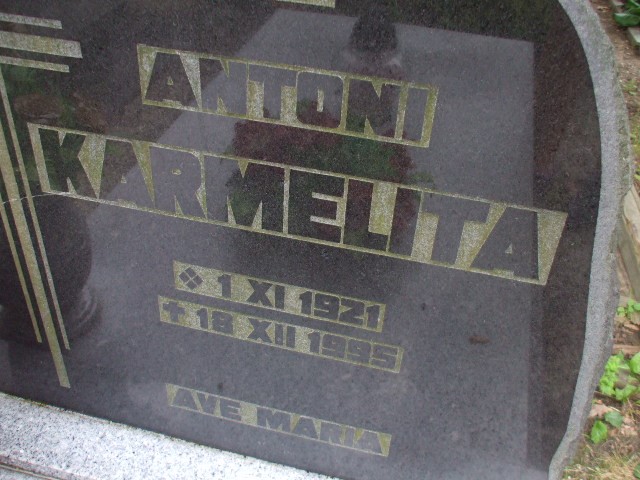 ANTONI
KARMELITA
1 XI 1921
✝ 18 XII 1995
AVE MARIA